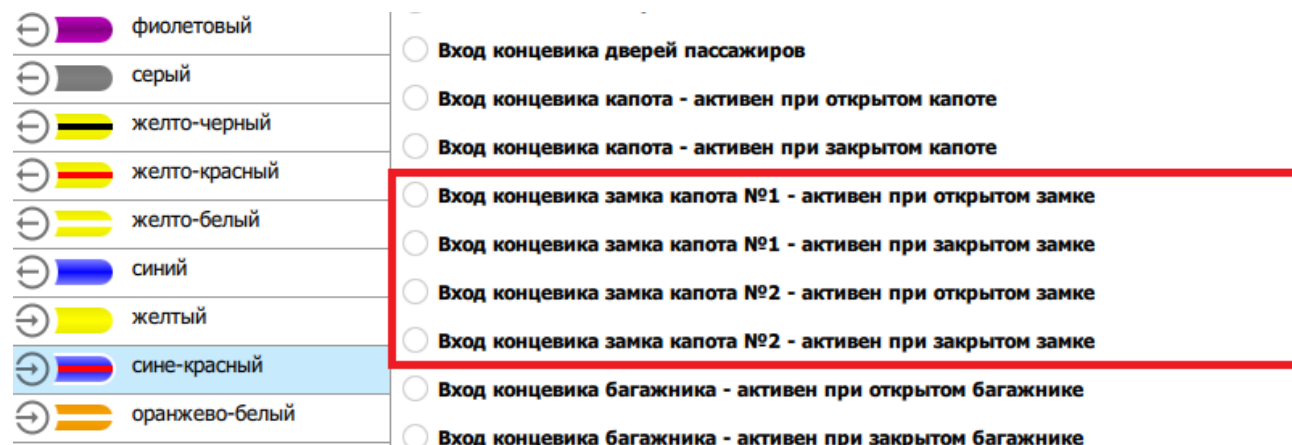 фиолетовый
серый
желто-черный
желто-красный
желто-белый
синий
желтый
сине-красный
оранжево-белый
Вход концевика дверей пассажиров
Вход концевика капота - активен при открытом капоте
Вход концевика капота - активен при закрытом капоте
Вход концевика замка капота №1 - активен при открытом замке
Вход концевика замка капота №1 - активен при закрытом замке
Вход концевика замка капота №2 - активен при открытом замке
Вход концевика замка капота №2 - активен при закрытом замке
Вход концевика багажника - активен при открытом багажнике
Вход концевика багажника - активен при закрытом багажнике